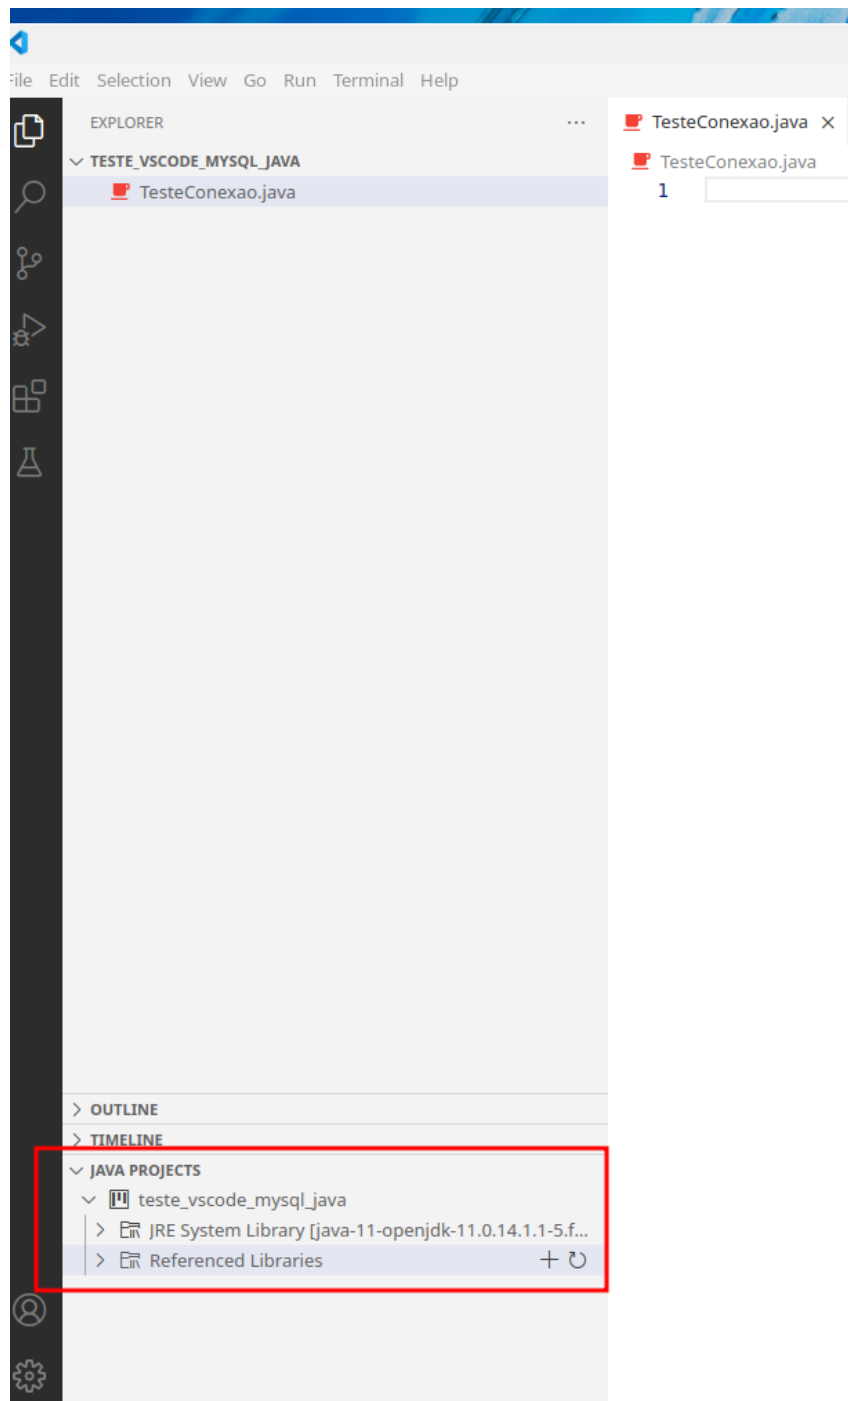 File Edit Selection View Go Run Terminal Help
EXPLORER ...
TESTE_VSCODE_MYSQL_JAVA
TesteConexao.java
TesteConexao.java
TesteConexao.java
1
OUTLINE
TIMELINE
JAVA PROJECTS
teste_vscode_mysql_java
JRE System Library [java-11-openjdk-11.0.14.1.1-5.f...
Referenced Libraries